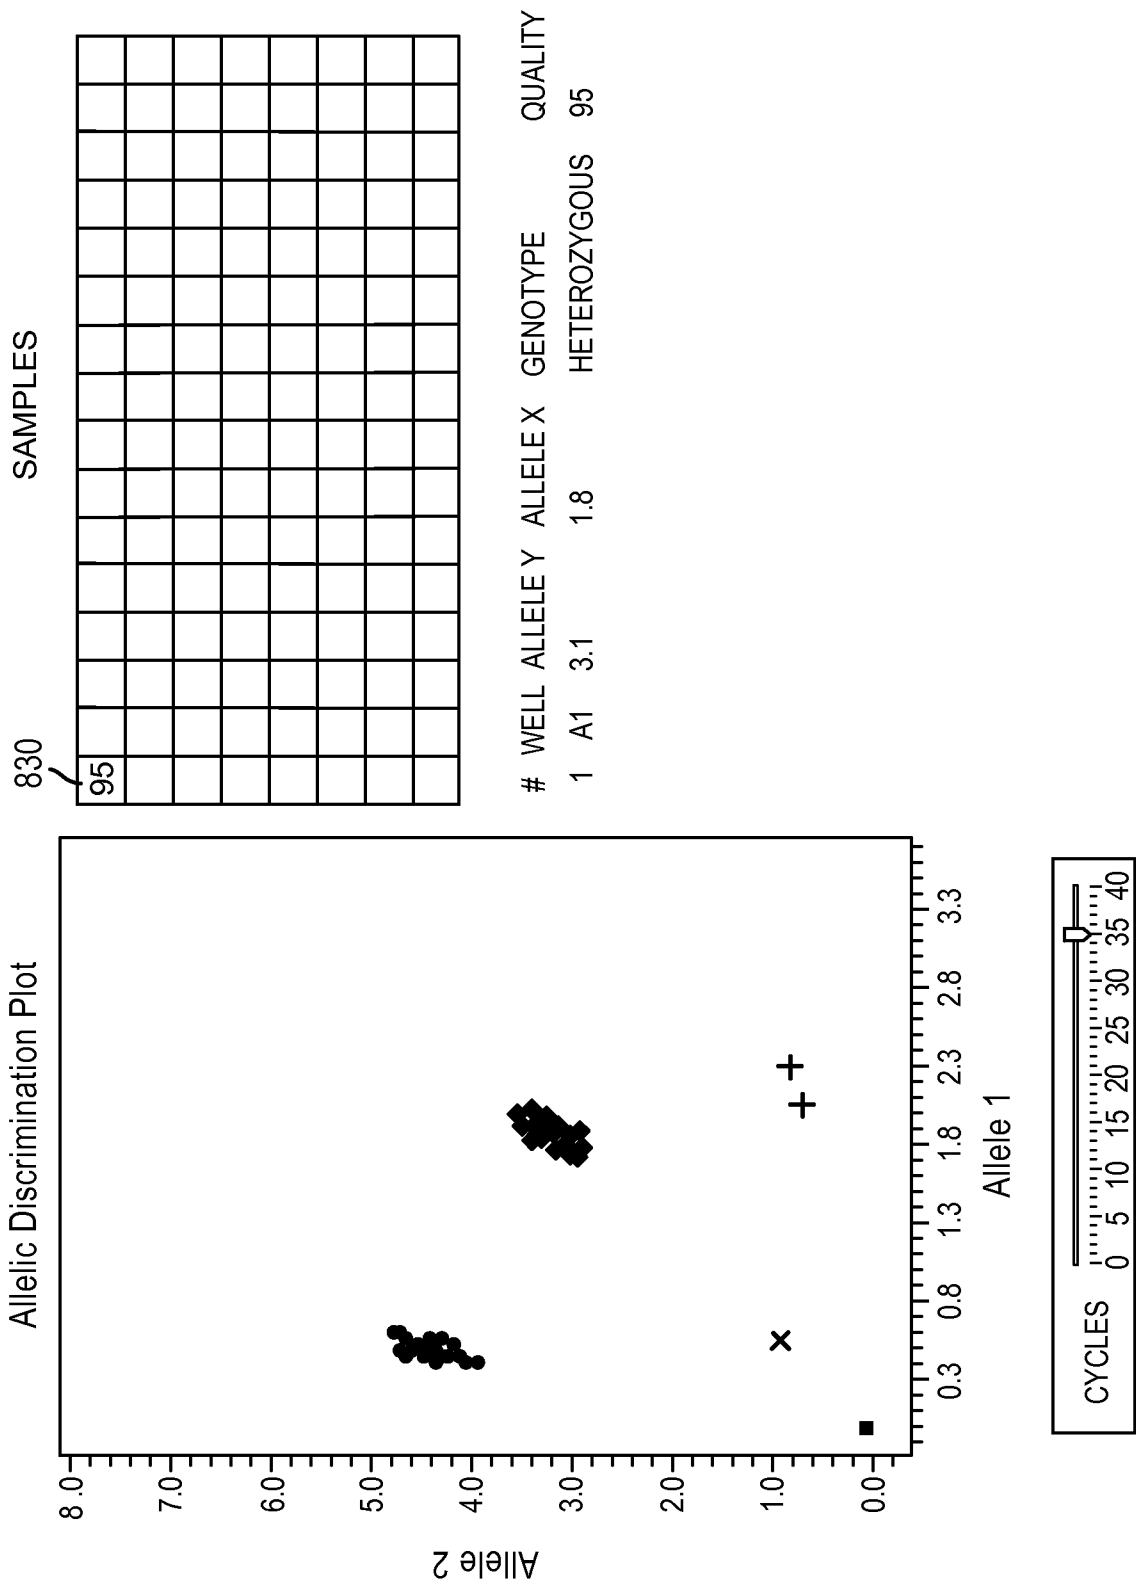 Allelic Discrimination Plot
SAMPLES
830
95
8.0
7.0
6.0
5.0
4.0
3.0
2.0
1.0
0.0
Allele 2
0.3 0.8 1.3 1.8 2.3 2.8 3.3
Allele 1
# WELL ALLELE Y ALLELE X GENOTYPE QUALITY
1 A1 3.1 1.8 HETEROZYGOUS 95
CYCLES
0 5 10 15 20 25 30 35 40